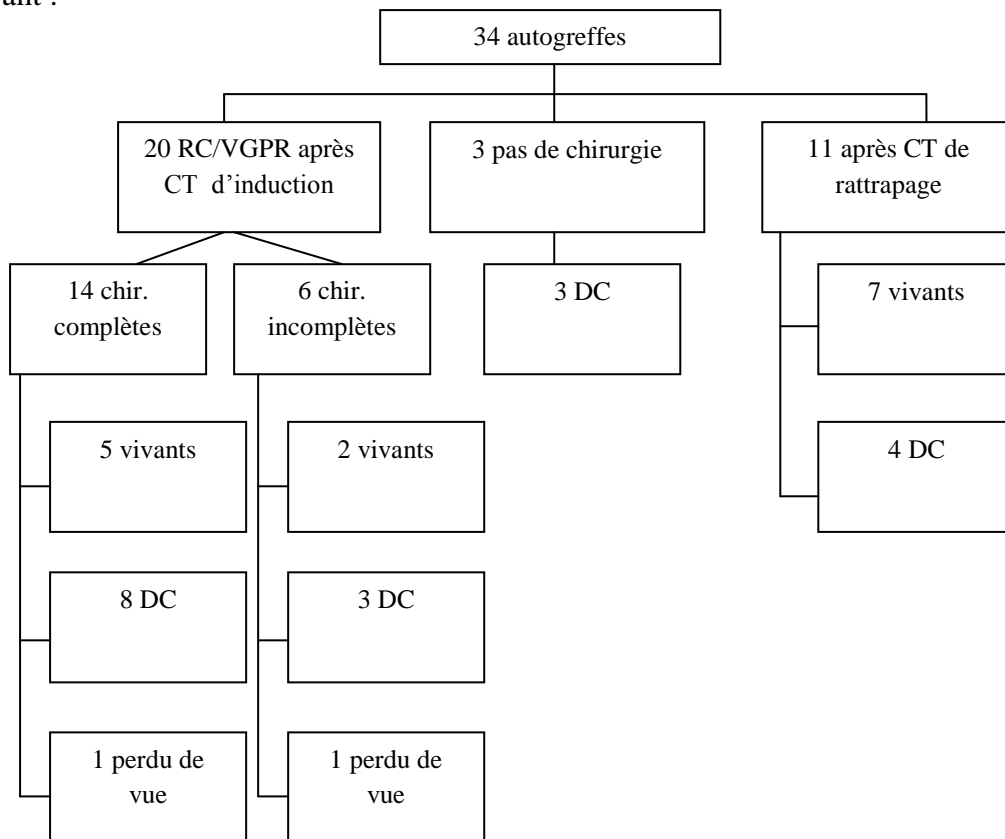 ant :
34 autogreffes
20 RC/VGPR après
CT d’induction
3 pas de chirurgie
11 après CT de
rattrapage
14 chir.
complètes
6 chir.
incomplètes
3 DC
7 vivants
5 vivants
2 vivants
4 DC
8 DC
3 DC
1 perdu de
vue
1 perdu de
vue